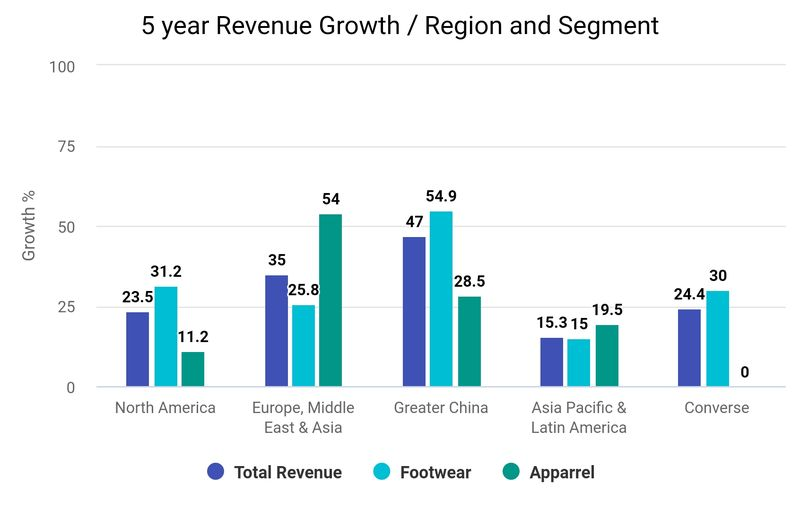 5 year Revenue Growth / Region and Segment
Growth %
100
75
50
25
0
23.5
31.2
11.2
35
25.8
54
47
54.9
28.5
15.3
15
19.5
24.4
30
0
North America
Europe, Middle
East & Asia
Greater China
Asia Pacific &
Latin America
Converse
Total Revenue
Footwear
Apparrel